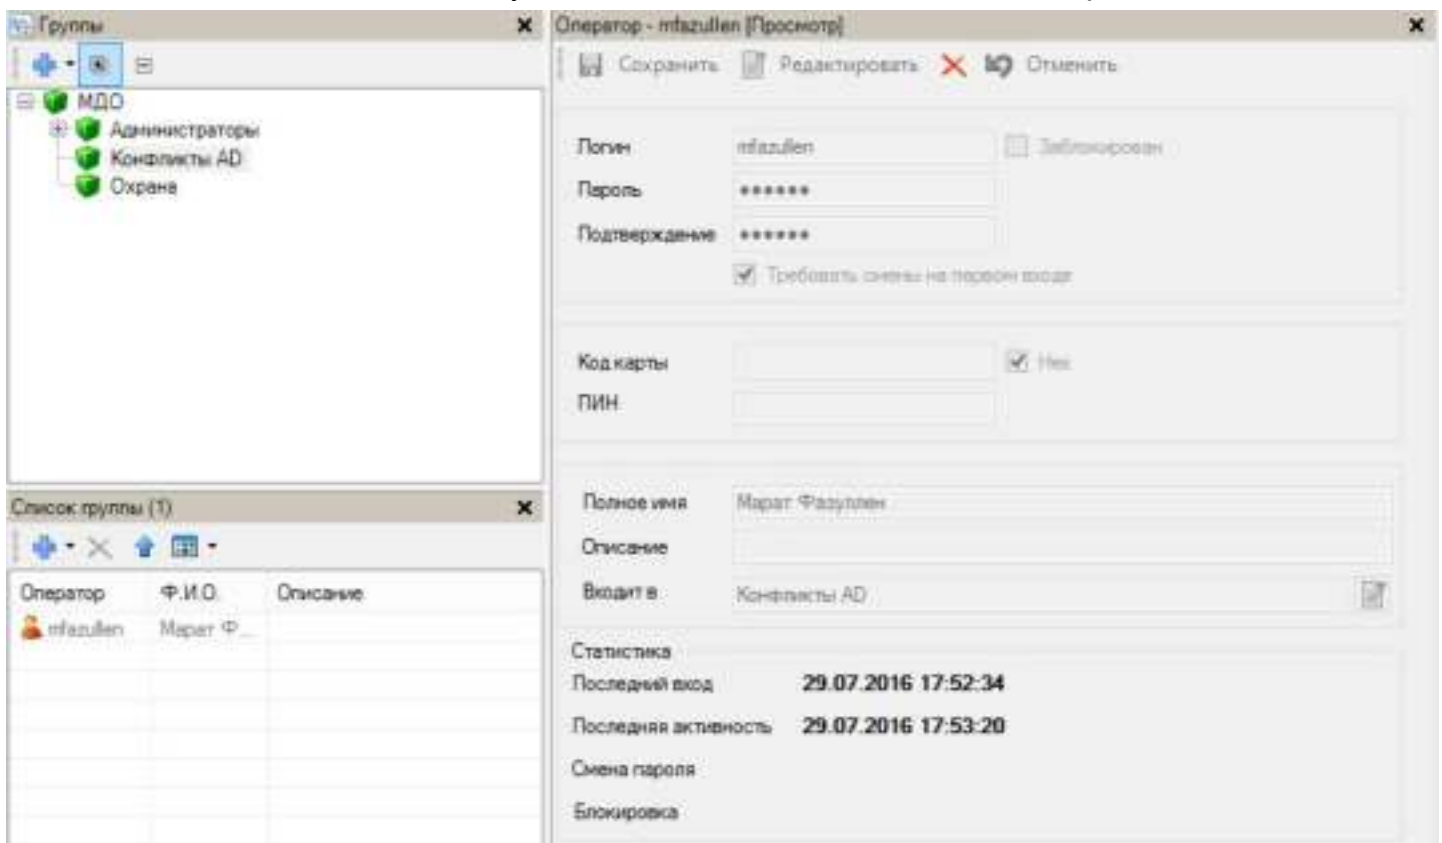 Группы
МДО
Администраторы
Конфликты AD
Охрана
Список группы (1)
Оператор Ф.И.О. Описание
mfazullen Марат Ф...
Оператор - mfazullen [Просмотр]
Сохранить Редактировать Отменить
Логин mfazullen Заблокирован
Пароль ******
Подтверждение ******
Требовать смены на первом входе
Код карты Hex
ПИН
Полное имя Марат Фазуллен
Описание
Входит в Конфликты AD
Статистика
Последний вход 29.07.2016 17:52:34
Последняя активность 29.07.2016 17:53:20
Смена пароля
Блокировка